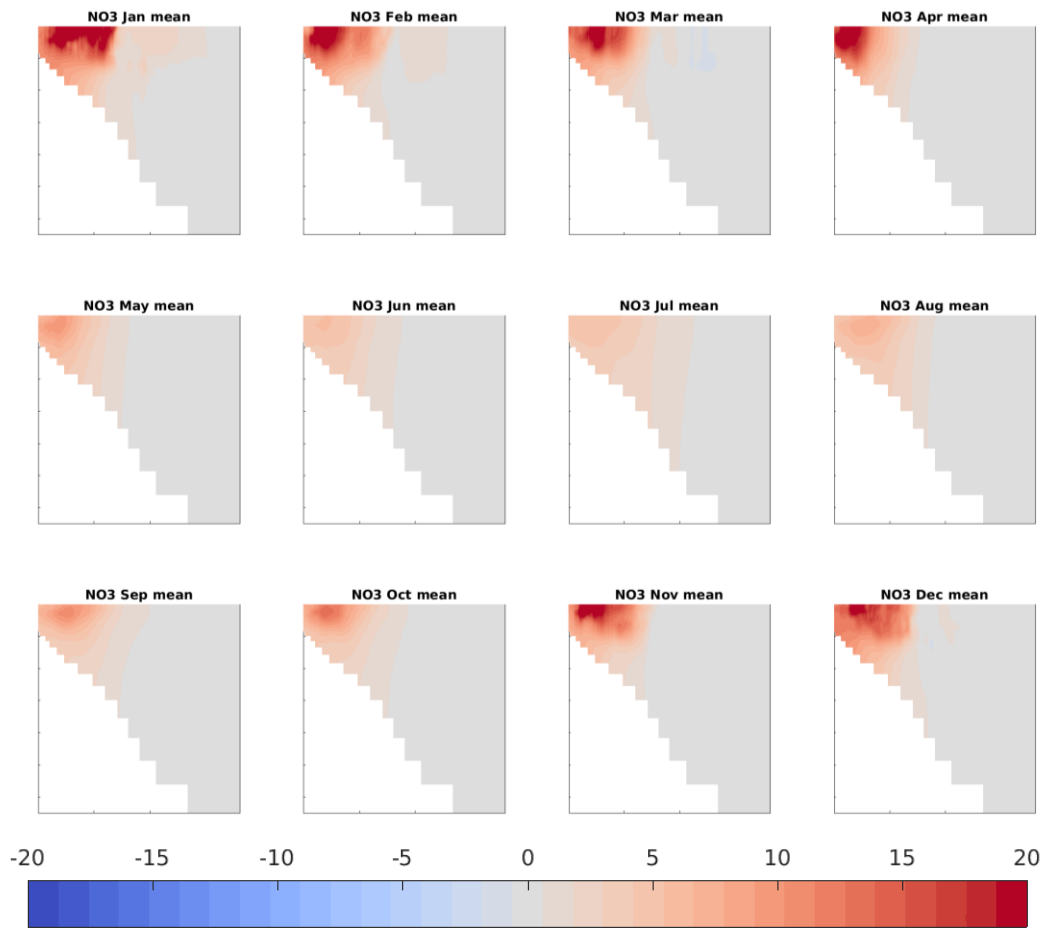 NO3 Jan mean
NO3 Feb mean
NO3 Mar mean
NO3 Apr mean
NO3 May mean
NO3 Jun mean
NO3 Jul mean
NO3 Aug mean
NO3 Sep mean
NO3 Oct mean
NO3 Nov mean
NO3 Dec mean
-20 -15 -10 -5 0 5 10 15 20